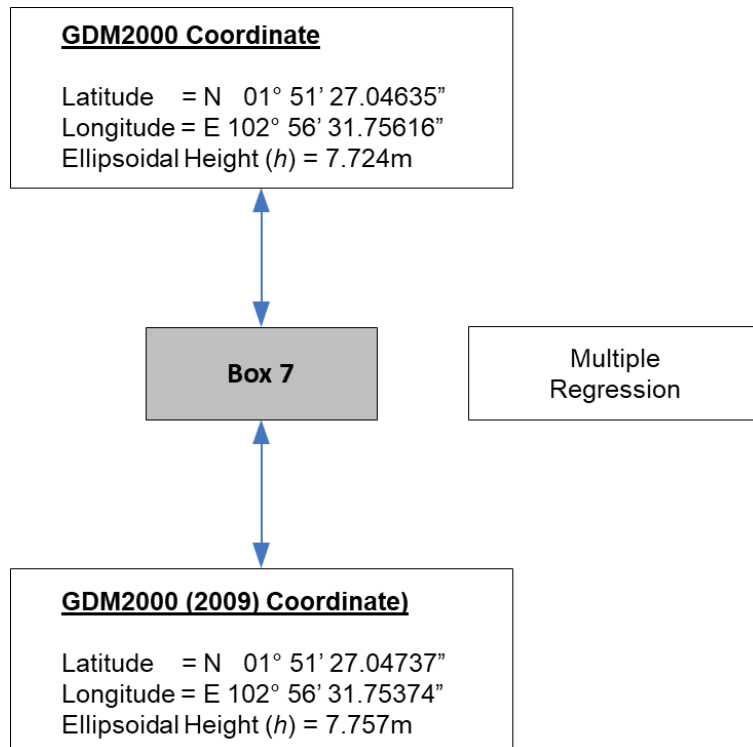 GDM2000 Coordinate
Latitude = N 01° 51’ 27.04635”
Longitude = E 102° 56’ 31.75616”
Ellipsoidal Height (h) = 7.724m
Box 7
Multiple
Regression
GDM2000 (2009) Coordinate)
Latitude = N 01° 51’ 27.04737”
Longitude = E 102° 56’ 31.75374”
Ellipsoidal Height (h) = 7.757m